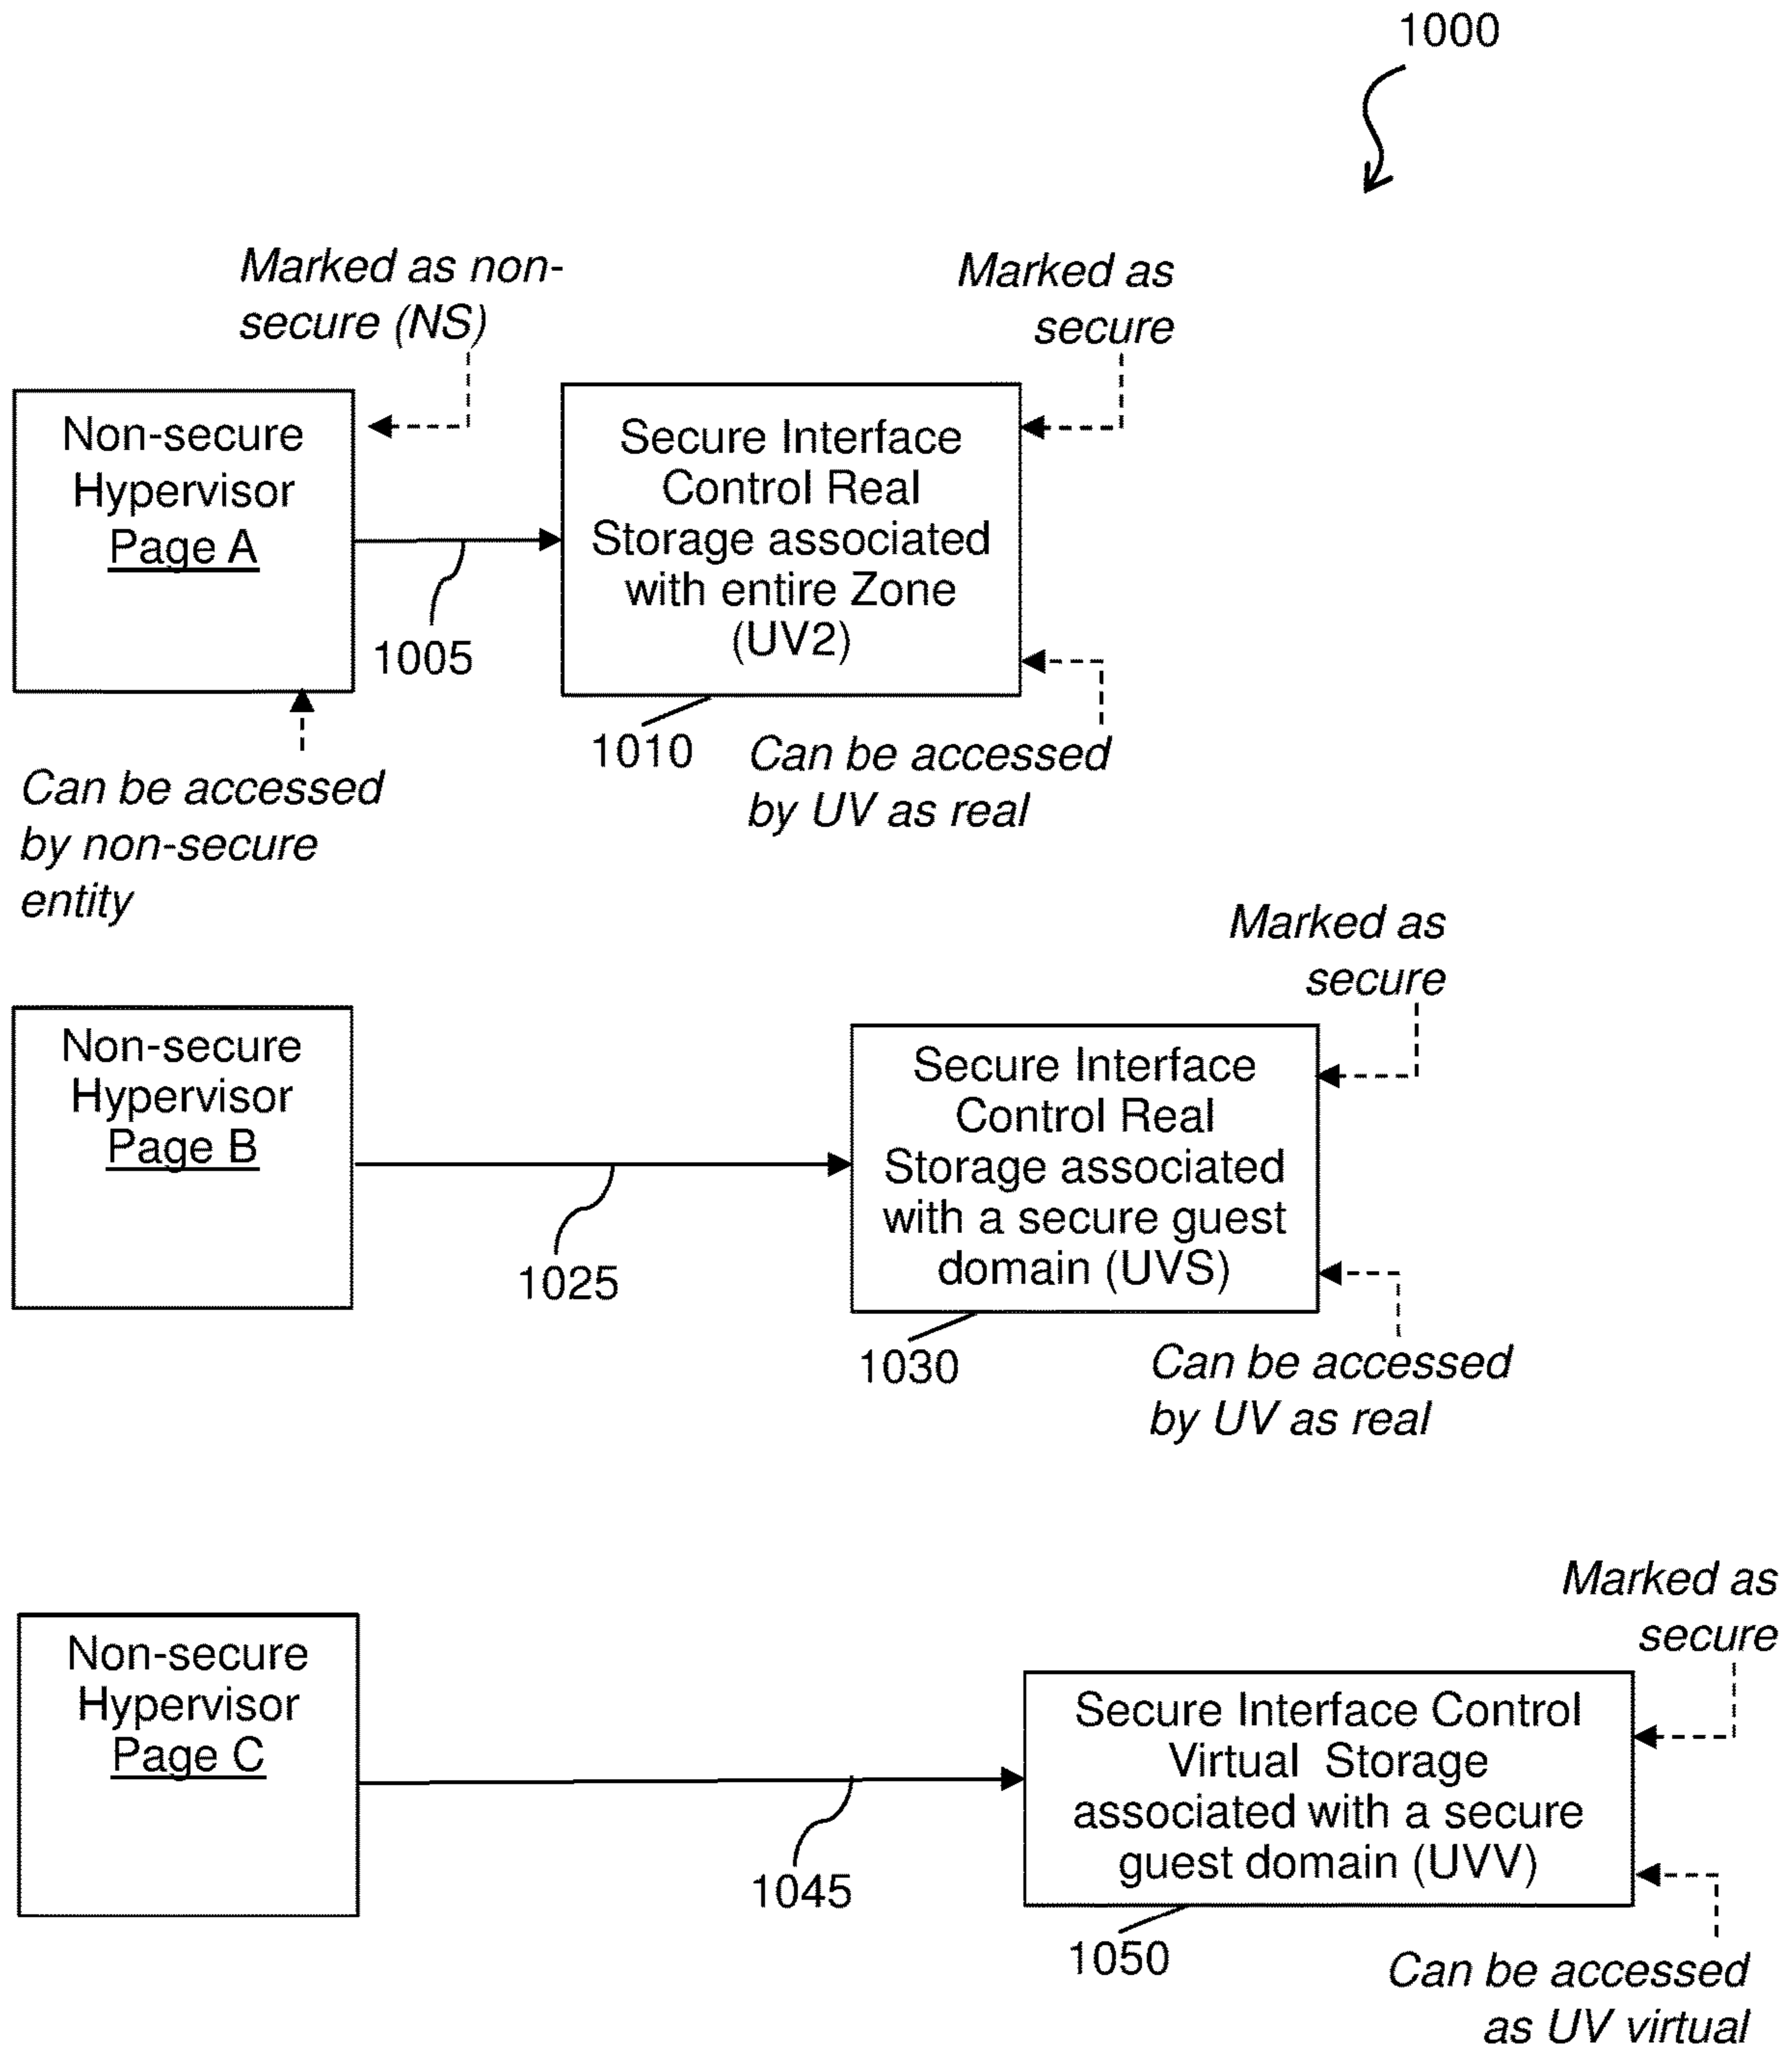 1000
Marked as non-
secure (NS)
Marked as
secure
Non-secure
Hypervisor
Page A
Secure Interface
Control Real
Storage associated
with entire Zone
(UV2)
1005
1010
Can be accessed
by UV as real
Can be accessed
by non-secure
entity
Marked as
secure
Non-secure
Hypervisor
Page B
Secure Interface
Control Real
Storage associated
with a secure guest
domain (UVS)
1025
1030
Can be accessed
by UV as real
Marked as
secure
Non-secure
Hypervisor
Page C
Secure Interface Control
Virtual Storage
associated with a secure
guest domain (UVV)
1045
1050
Can be accessed
as UV virtual